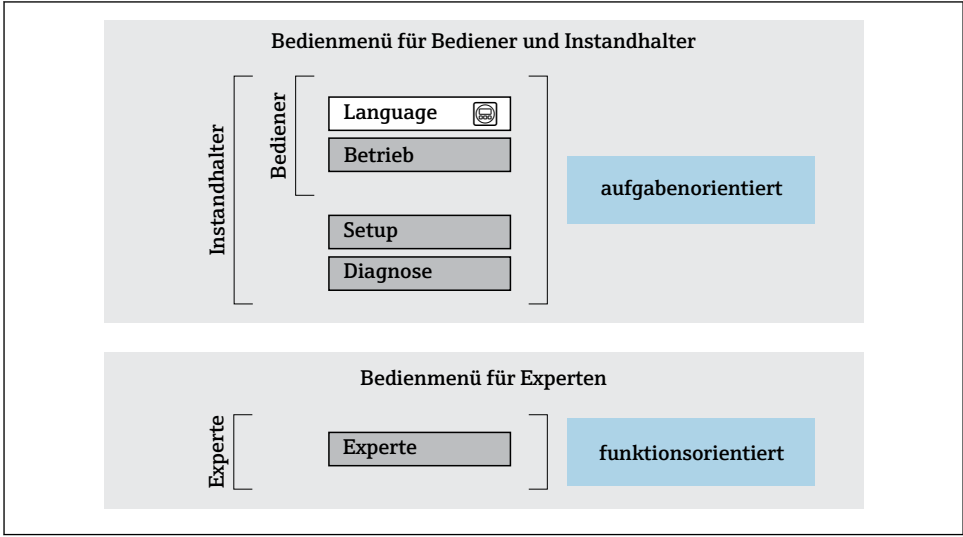 Bedienmenü für Bediener und Instandhalter
Instandhalter
Bediener
Language
Betrieb
Setup
Diagnose
aufgabenorientiert
Bedienmenü für Experten
Experte
Experte
funktionsorientiert